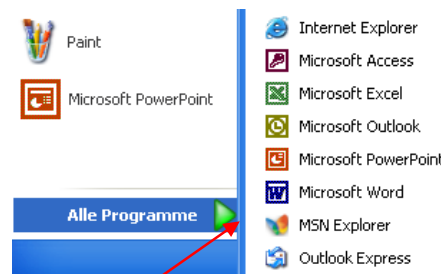 Paint
Microsoft PowerPoint
Alle Programme
Internet Explorer
Microsoft Access
Microsoft Excel
Microsoft Outlook
Microsoft PowerPoint
Microsoft Word
MSN Explorer
Outlook Express